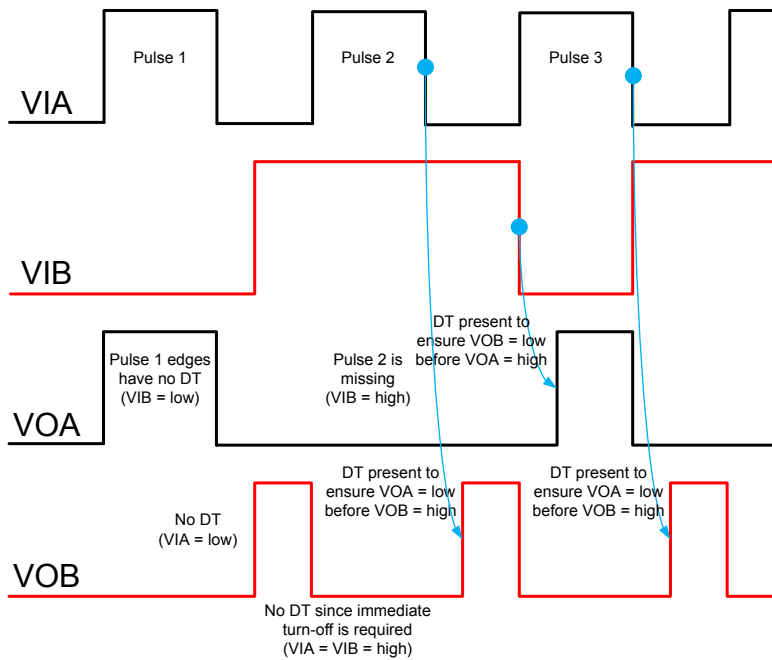 Pulse 1
Pulse 2
Pulse 3
VIA
VIB
DT present to
ensure VOB = low
before VOA = high
Pulse 1 edges
have no DT
(VIB = low)
Pulse 2 is
missing
(VIB = high)
VOA
DT present to
ensure VOA = low
before VOB = high
DT present to
ensure VOA = low
before VOB = high
No DT
(VIA = low)
VOB
No DT since immediate
turn-off is required
(VIA = VIB = high)